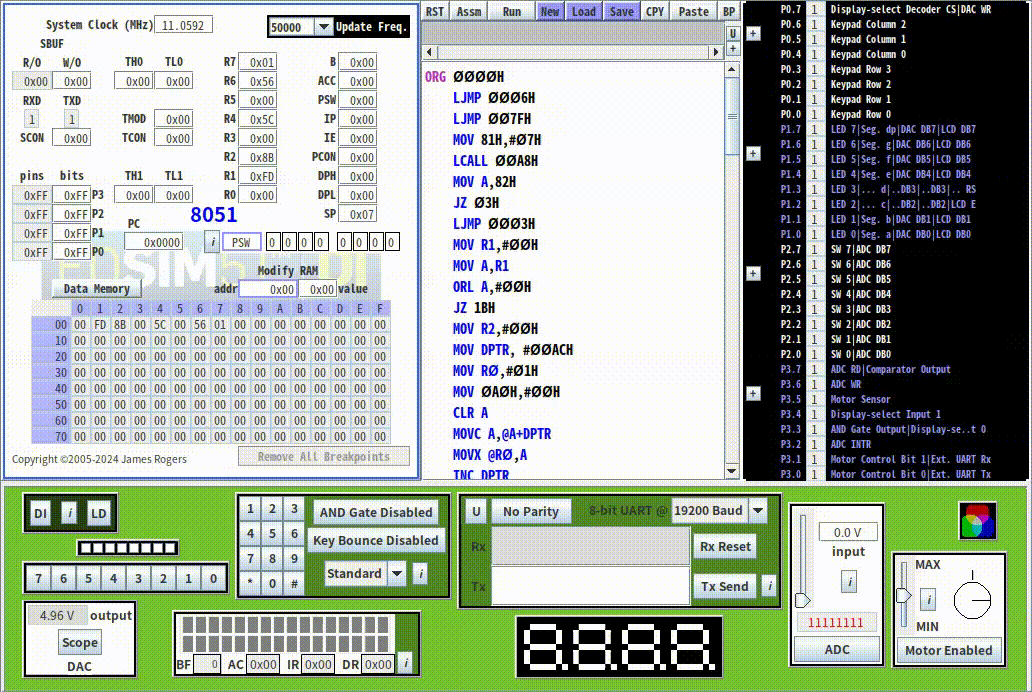 System Clock (MHz) 11.0592 50000 Update Freq.
SBUF
R/O W/O TH0 TL0 R7 0x01 B 0x00
0x00 0x00 0x00 0x00 R6 0x56 ACC 0x00
RXD TXD R5 0x00 PSW 0x00
1 1 TMOD 0x00 R4 0x5C IP 0x00
SCON 0x00 TCON 0x00 R3 0x00 IE 0x00
R2 0x8B PCON 0x00
pins bits TH1 TL1 R1 0xFD DPH 0x00
0xFF 0xFF P3 0x00 0x00 R0 0x00 DPL 0x00
0xFF 0xFF P2 8051 SP 0x07
0xFF 0xFF P1 PC
0xFF 0xFF P0 0x0000 i PSW 0 0 0 0 0 0 0 0
Modify RAM
Data Memory addr 0x00 0x00 value
0 1 2 3 4 5 6 7 8 9 A B C D E F
00 00 FD 8B 00 5C 00 56 01 00 00 00 00 00 00 00 00
10 00 00 00 00 00 00 00 00 00 00 00 00 00 00 00 00
20 00 00 00 00 00 00 00 00 00 00 00 00 00 00 00 00
30 00 00 00 00 00 00 00 00 00 00 00 00 00 00 00 00
40 00 00 00 00 00 00 00 00 00 00 00 00 00 00 00 00
50 00 00 00 00 00 00 00 00 00 00 00 00 00 00 00 00
60 00 00 00 00 00 00 00 00 00 00 00 00 00 00 00 00
70 00 00 00 00 00 00 00 00 00 00 00 00 00 00 00 00
Copyright ©2005-2024 James Rogers Remove All Breakpoints
RST Assm Run New Load Save CPY Paste BP
U
+
ORG 0000H
LJMP 0006H
LJMP 007FH
MOV 81H,#07H
LCALL 00A8H
MOV A,82H
JZ 03H
LJMP 0003H
MOV R1,#00H
MOV A,R1
ORL A,#00H
JZ 1BH
MOV R2,#00H
MOV DPTR, #00ACH
MOV R0,#01H
MOV 0A0H,#00H
CLR A
MOVC A,@A+DPTR
MOVX @R0,A
INC DPTR
P0.7 1 Display-select Decoder CS|DAC WR
+ P0.6 1 Keypad Column 2
P0.5 1 Keypad Column 1
P0.4 1 Keypad Column 0
P0.3 1 Keypad Row 3
P0.2 1 Keypad Row 2
P0.1 1 Keypad Row 1
P0.0 1 Keypad Row 0
P1.7 1 LED 7|Seg. dp|DAC DB7|LCD DB7
+ P1.6 1 LED 6|Seg. g|DAC DB6|LCD DB6
P1.5 1 LED 5|Seg. f|DAC DB5|LCD DB5
P1.4 1 LED 4|Seg. e|DAC DB4|LCD DB4
P1.3 1 LED 3|... d|..DB3|..DB3|.. RS
P1.2 1 LED 2|... c|..DB2|..DB2|LCD E
P1.1 1 LED 1|Seg. b|DAC DB1|LCD DB1
P1.0 1 LED 0|Seg. a|DAC DB0|LCD DB0
P2.7 1 SW 7|ADC DB7
+ P2.6 1 SW 6|ADC DB6
P2.5 1 SW 5|ADC DB5
P2.4 1 SW 4|ADC DB4
P2.3 1 SW 3|ADC DB3
P2.2 1 SW 2|ADC DB2
P2.1 1 SW 1|ADC DB1
P2.0 1 SW 0|ADC DB0
P3.7 1 ADC RD|Comparator Output
+ P3.6 1 ADC WR
P3.5 1 Motor Sensor
P3.4 1 Display-select Input 1
P3.3 1 AND Gate Output|Display-se..t 0
P3.2 1 ADC INTR
P3.1 1 Motor Control Bit 1|Ext. UART Rx
P3.0 1 Motor Control Bit 0|Ext. UART Tx
DI i LD
7 6 5 4 3 2 1 0
4.96 V output
Scope
DAC
1 2 3 AND Gate Disabled
4 5 6 Key Bounce Disabled
7 8 9
* 0 # Standard i
BF 0 AC 0x00 IR 0x00 DR 0x00 i
U No Parity 8-bit UART @ 19200 Baud
Rx Rx Reset
Tx Tx Send i
8.8.8.8.
0.0 V
input
i
11111111
ADC
MAX
i
MIN
Motor Enabled